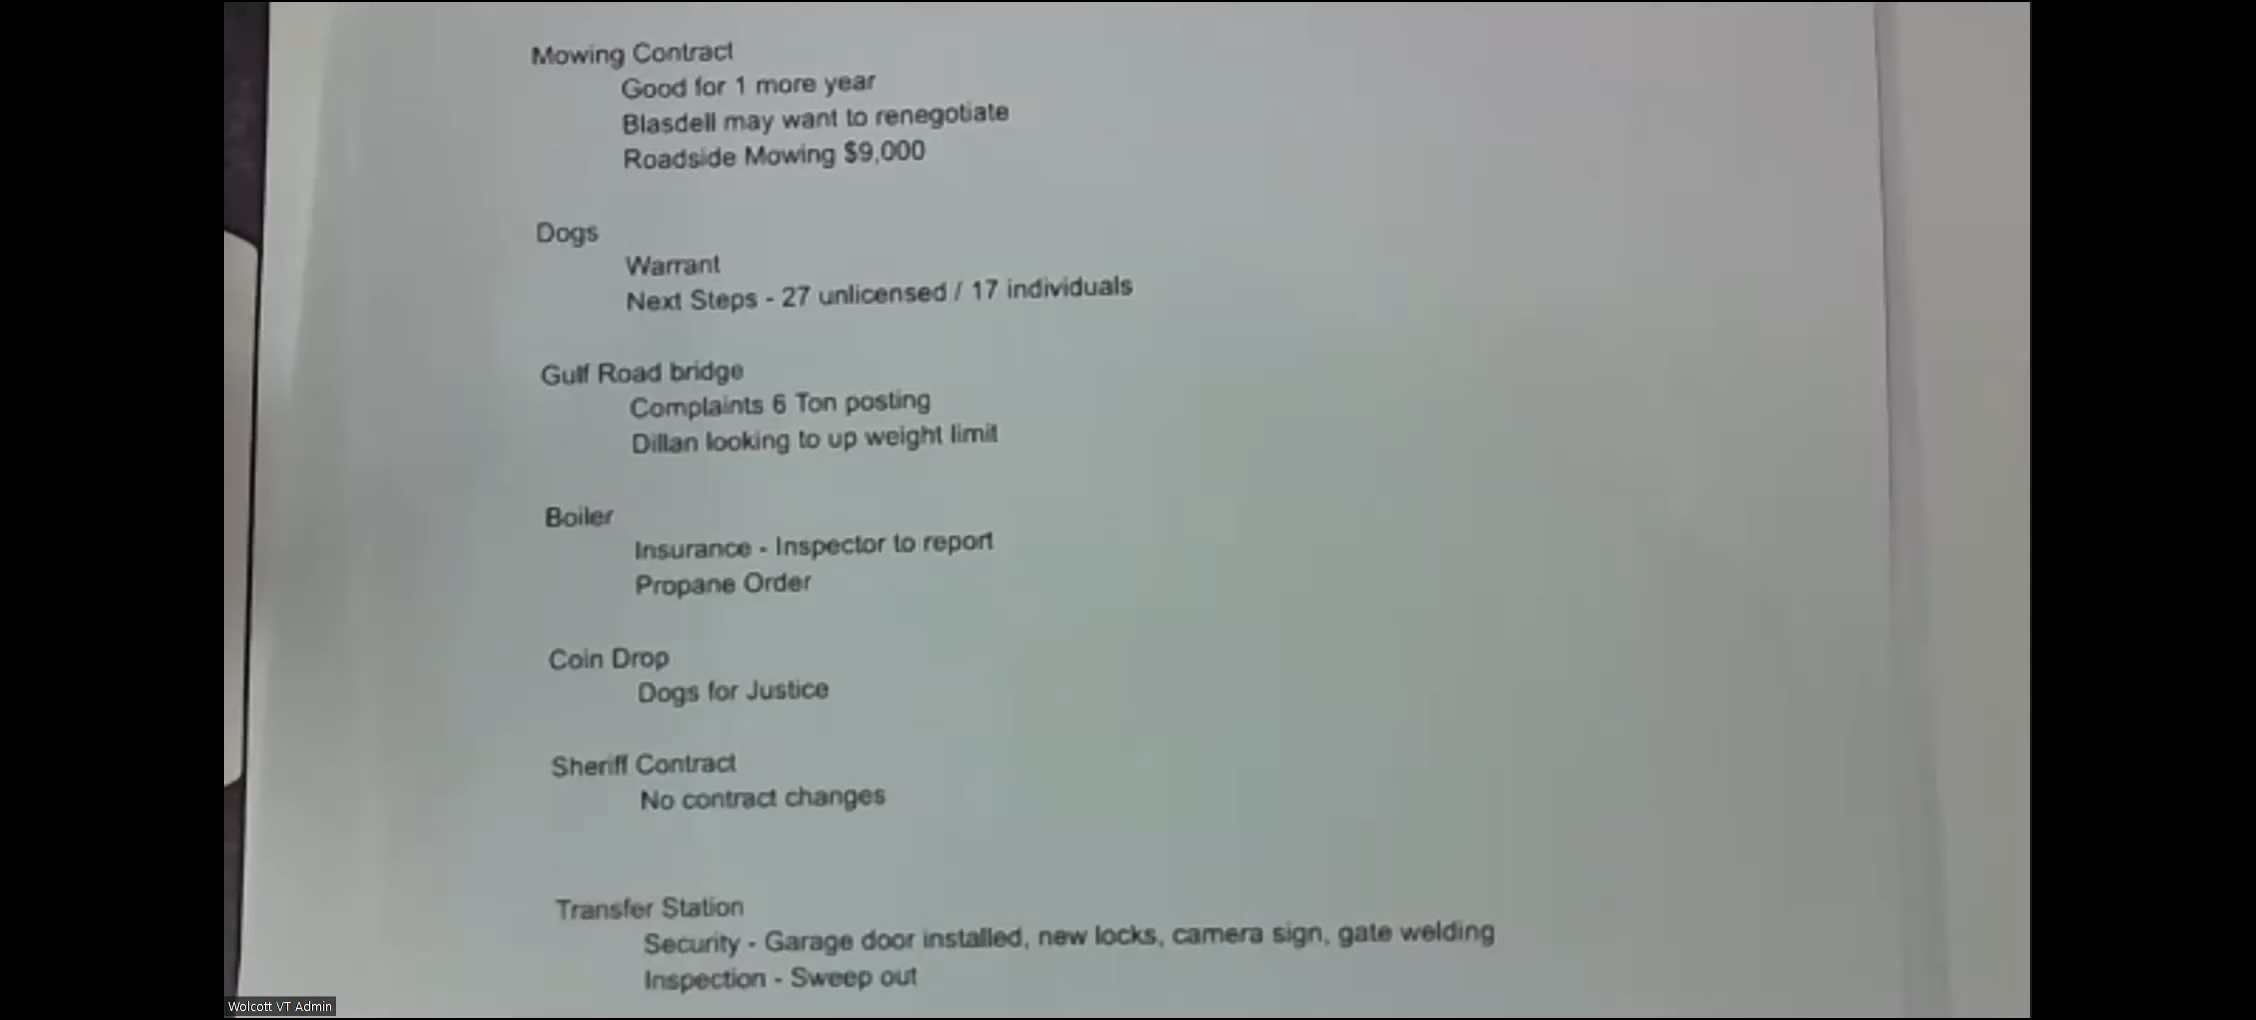 Mowing Contract
Good for 1 more year
Blasdell may want to renegotiate
Roadside Mowing $9,000
Dogs
Warrant
Next Steps - 27 unlicensed / 17 individuals
Gulf Road bridge
Complaints 6 Ton posting
Dillan looking to up weight limit
Boiler
Insurance - Inspector to report
Propane Order
Coin Drop
Dogs for Justice
Sheriff Contract
No contract changes
Transfer Station
Security - Garage door installed, new locks, camera sign, gate welding
Inspection - Sweep out
Wolcott VT Admin